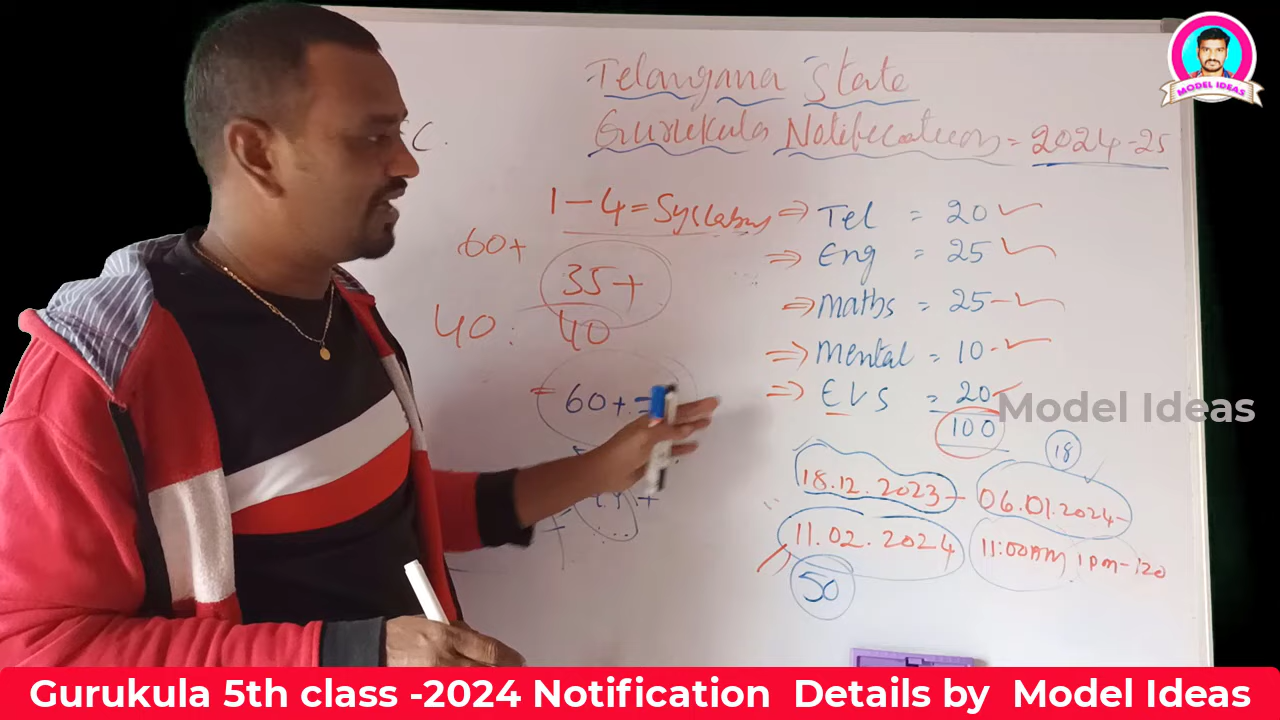 MODEL IDEAS
Telangana State
Gurukula Notification = 2024-25
C.
1-4 = Syllabus ⇒ Tel = 20 ✓
60+
⇒ Eng = 25 ✓
35+
⇒ maths = 25 - ✓
40 : 40
⇒ mental = 10 - ✓
= 60+ =
⇒ EVS = 20 ✓
Model Ideas
100
18
18.12.2023 - 06.01.2024 -
11.02.2024 11:00AM 1pm-120
50
Gurukula 5th class -2024 Notification Details by Model Ideas